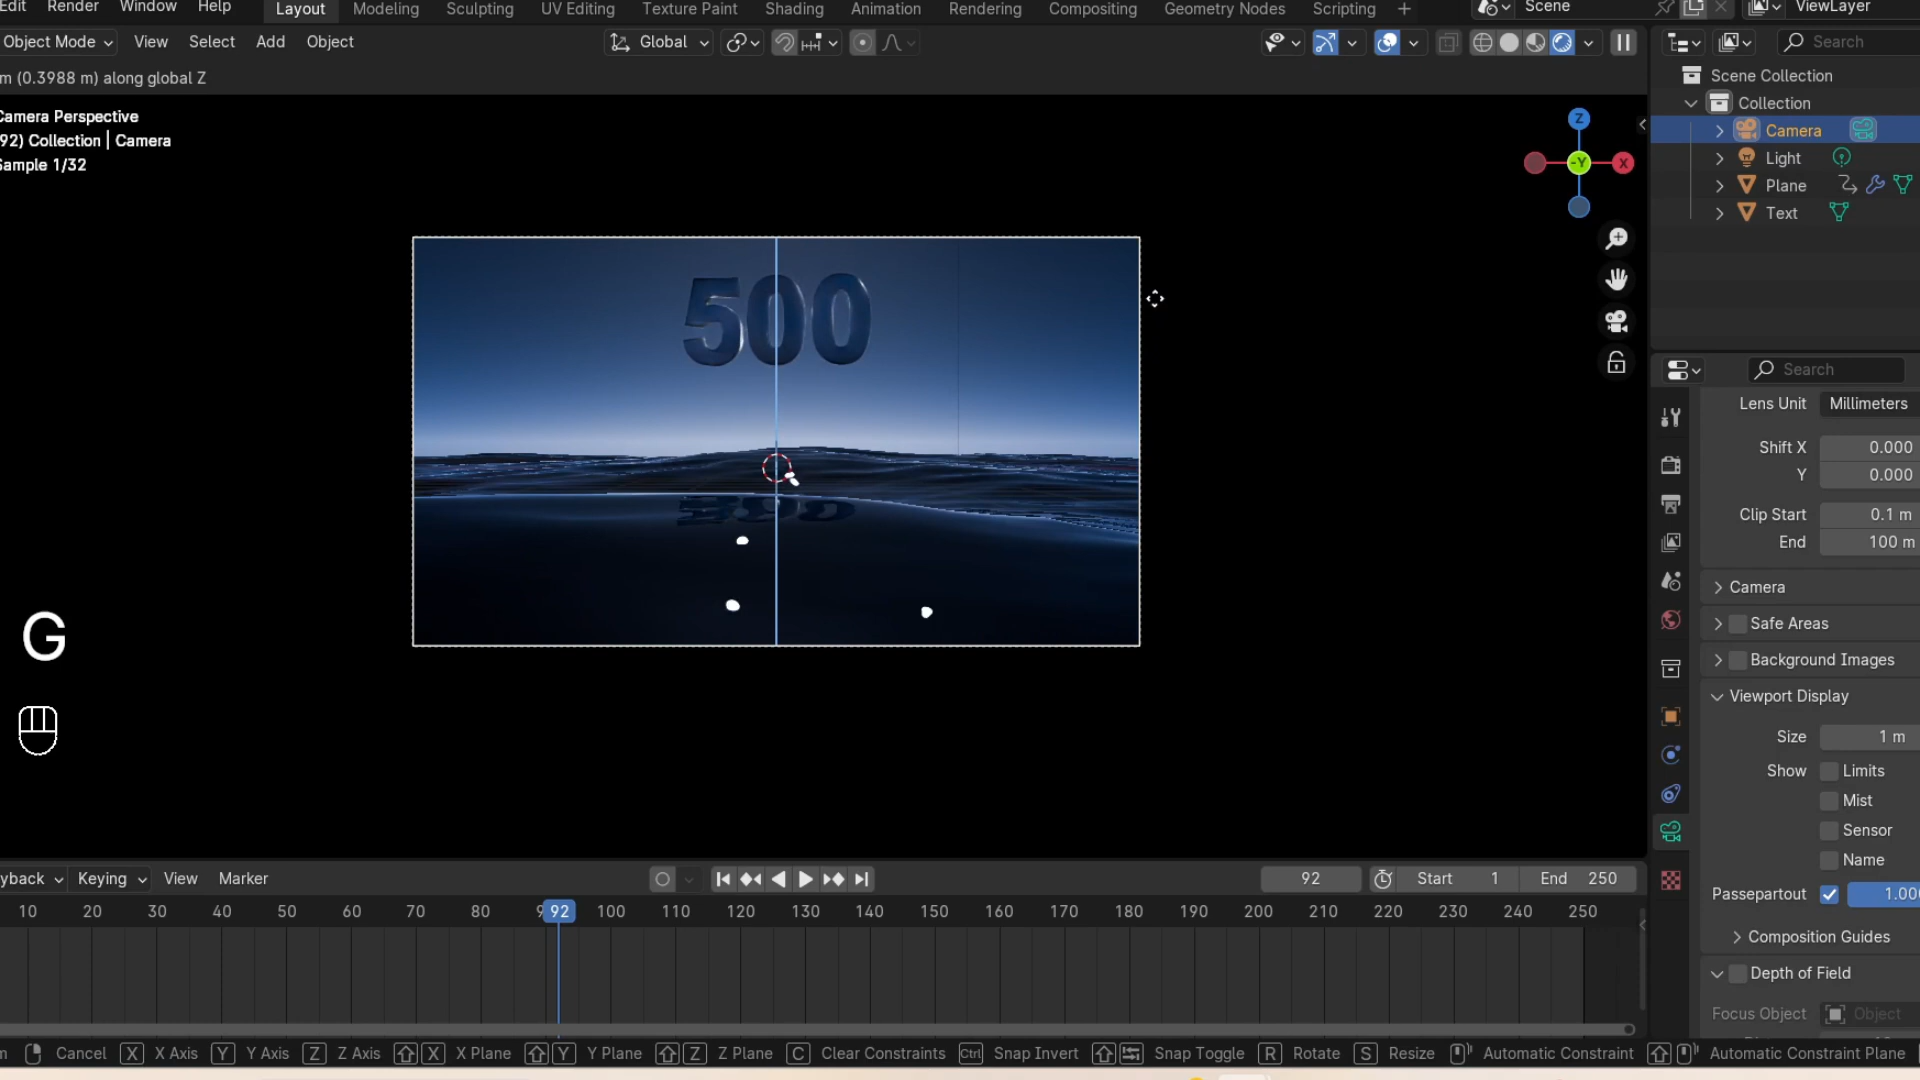 Edit Render Window Help Layout Modeling Sculpting UV Editing Texture Paint Shading Animation Rendering Compositing Geometry Nodes Scripting + Scene ViewLayer
Object Mode View Select Add Object Global Search
m (0.3988 m) along global Z
Camera Perspective
(92) Collection | Camera
Sample 1/32
Z
-Y
X
500
G
Scene Collection
Collection
Camera
Light
Plane
Text
Search
Lens Unit Millimeters
Shift X 0.000
Y 0.000
Clip Start 0.1 m
End 100 m
Camera
Safe Areas
Background Images
Viewport Display
Size 1 m
Show Limits
Mist
Sensor
Name
Passepartout 1.000
Composition Guides
Depth of Field
Focus Object Object
yback Keying View Marker 92 Start 1 End 250
10 20 30 40 50 60 70 80 92 100 110 120 130 140 150 160 170 180 190 200 210 220 230 240 250
Cancel X X Axis Y Y Axis Z Z Axis X X Plane Y Y Plane Z Z Plane C Clear Constraints Ctrl Snap Invert Snap Toggle R Rotate S Resize Automatic Constraint Automatic Constraint Plane